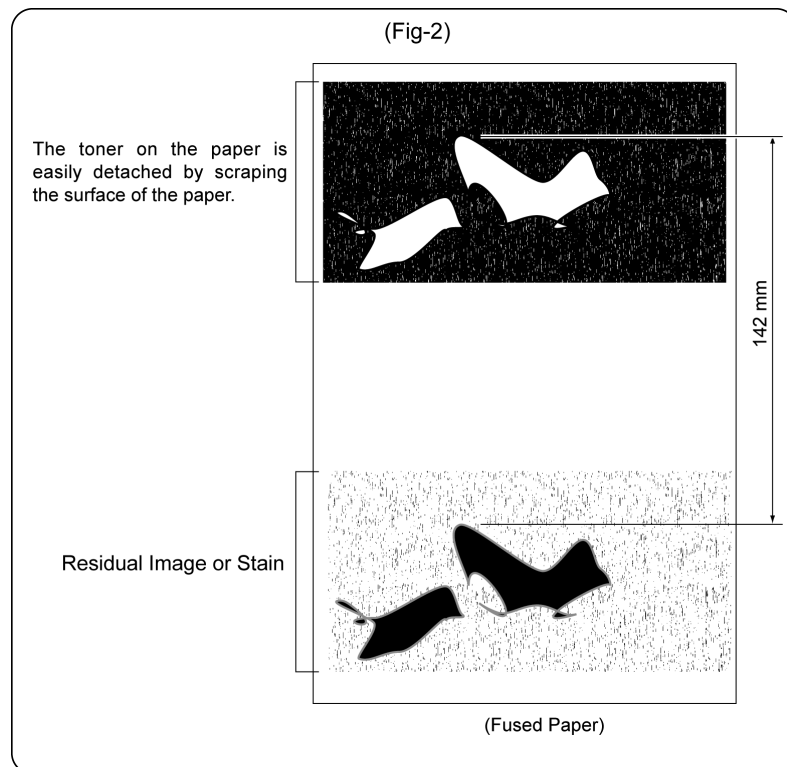 (Fig-2)
The toner on the paper is
easily detached by scraping
the surface of the paper.
142 mm
Residual Image or Stain
(Fused Paper)